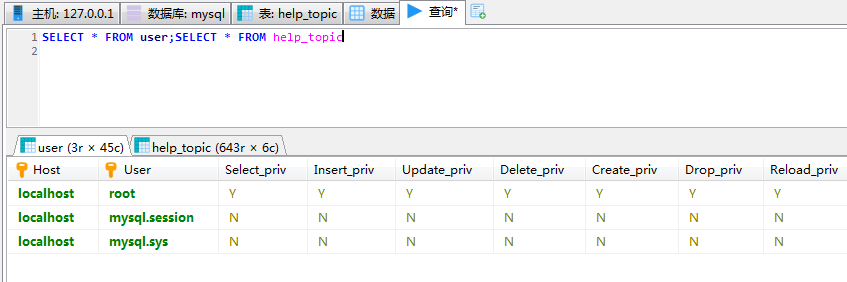 主机: 127.0.0.1 数据库: mysql 表: help_topic 数据 查询*
1 SELECT * FROM user;SELECT * FROM help_topic
2
user (3r × 45c) help_topic (643r × 6c)
Host User Select_priv Insert_priv Update_priv Delete_priv Create_priv Drop_priv Reload_priv
localhost root Y Y Y Y Y Y Y
localhost mysql.session N N N N N N N
localhost mysql.sys N N N N N N N